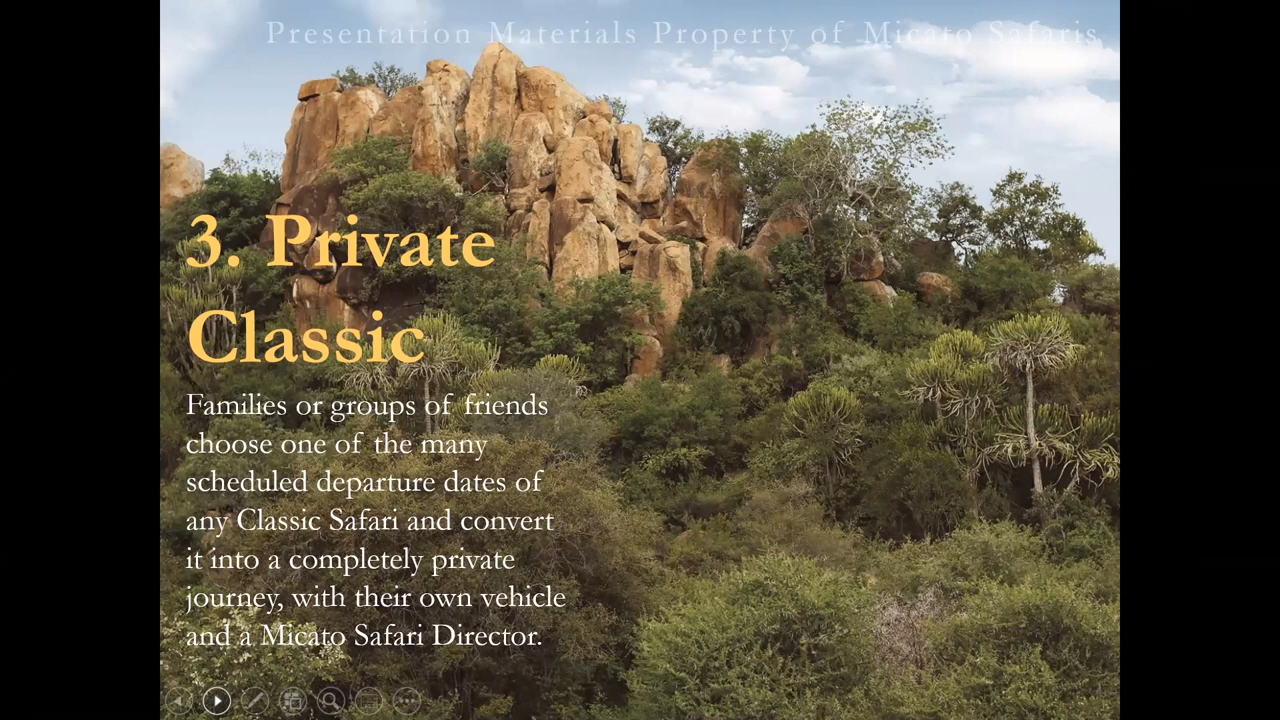 Presentation Materials Property of Micato Safaris
3. Private
Classic
Families or groups of friends
choose one of the many
scheduled departure dates of
any Classic Safari and convert
it into a completely private
journey, with their own vehicle
and a Micato Safari Director.